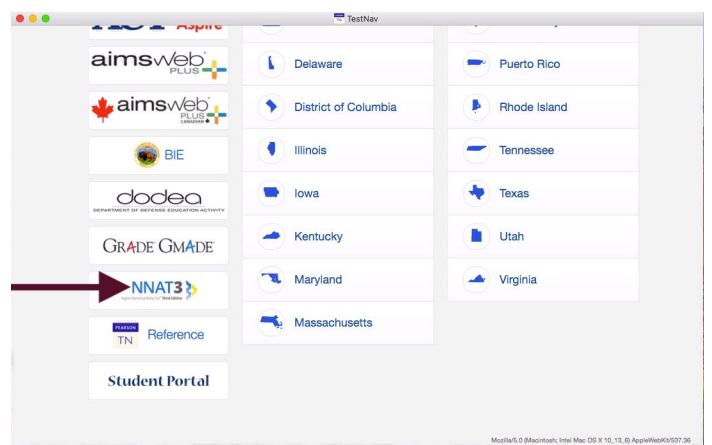 TestNav
Aspire
aimsweb
PLUS
aimsweb
PLUS
CANADIAN
BIE
dodea
DEPARTMENT OF DEFENSE EDUCATION ACTIVITY
GRADE GMADE
NNAT3
PEARSON
TN Reference
Student Portal
Delaware
District of Columbia
Illinois
Iowa
Kentucky
Maryland
Massachusetts
Puerto Rico
Rhode Island
Tennessee
Texas
Utah
Virginia
Mozilla/5.0 (Macintosh; Intel Mac OS X 10_13_6) AppleWebKit/537.36